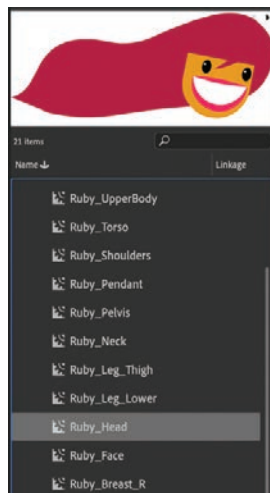 21 items
Name Linkage
Ruby_UpperBody
Ruby_Torso
Ruby_Shoulders
Ruby_Pendant
Ruby_Pelvis
Ruby_Neck
Ruby_Leg_Thigh
Ruby_Leg_Lower
Ruby_Head
Ruby_Face
Ruby_Breast_R